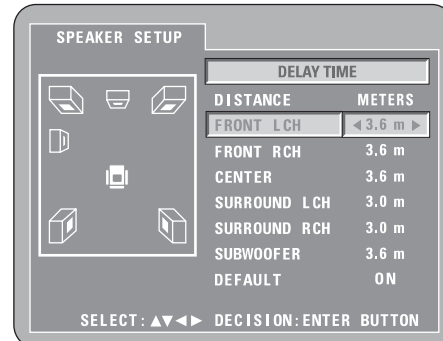 SPEAKER SETUP
DELAY TIME
DISTANCE METERS
FRONT LCH ◀3.6 m▶
FRONT RCH 3.6 m
CENTER 3.6 m
SURROUND LCH 3.0 m
SURROUND RCH 3.0 m
SUBWOOFER 3.6 m
DEFAULT ON
SELECT:▲▼◀▶ DECISION:ENTER BUTTON